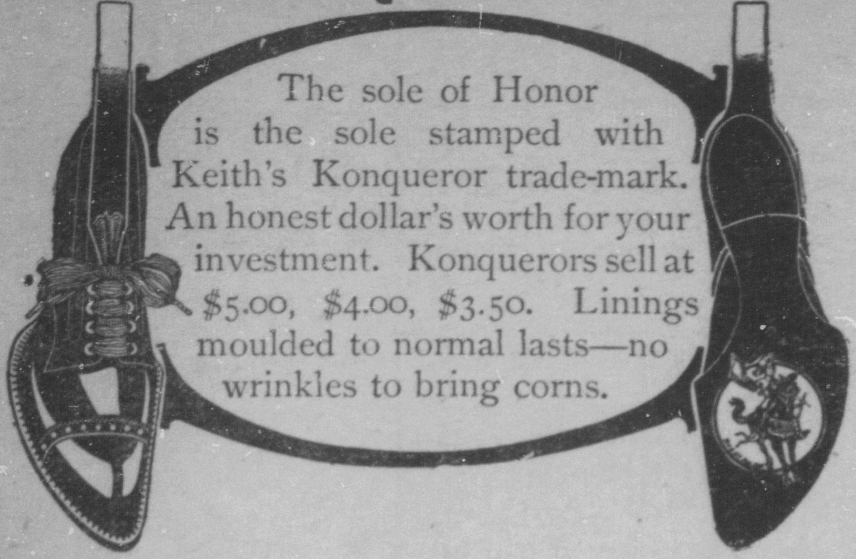 The sole of Honor
is the sole stamped with
Keith's Konqueror trade-mark.
An honest dollar's worth for your
investment. Konquerors sell at
$5.00, $4.00, $3.50. Linings
moulded to normal lasts—no
wrinkles to bring corns.